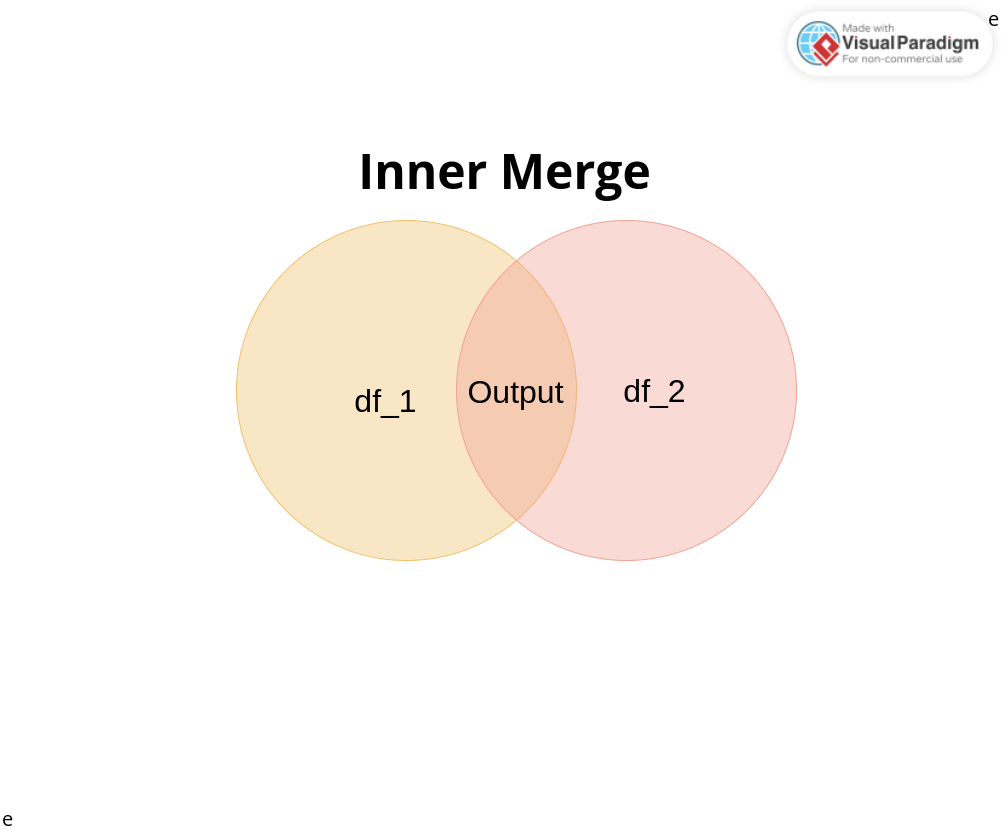 e
Made with
Visual Paradigm
For non-commercial use
Inner Merge
df_1
Output
df_2
e